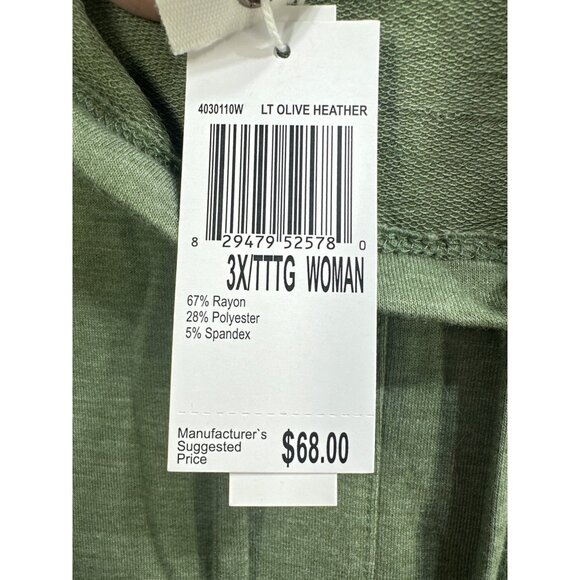 4030110W LT OLIVE HEATHER
8 29479 52578 0
3X/TTTG WOMAN
67% Rayon
28% Polyester
5% Spandex
Manufacturer`s
Suggested
Price
$68.00